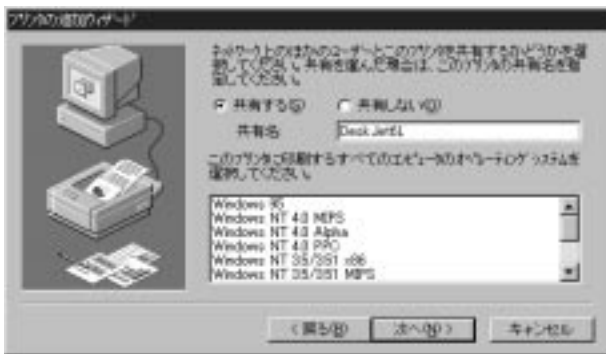 プリンタの追加ウィザード
ネットワーク上のほかのユーザーとこのプリンタを共有するかどうかを選
択してください。共有を選んだ場合は、このプリンタの共有名を指
定してください。
共有する(S)
共有しない(O)
共有名
DeskJet6L
このプリンタに印刷するすべてのコンピュータのオペレーティング システムを
選択してください。
Windows 95
Windows NT 4.0 MIPS
Windows NT 4.0 Alpha
Windows NT 4.0 PPC
Windows NT 3.5/3.51 x86
Windows NT 3.5/3.51 MIPS
< 戻る(B)
次へ(N) >
キャンセル